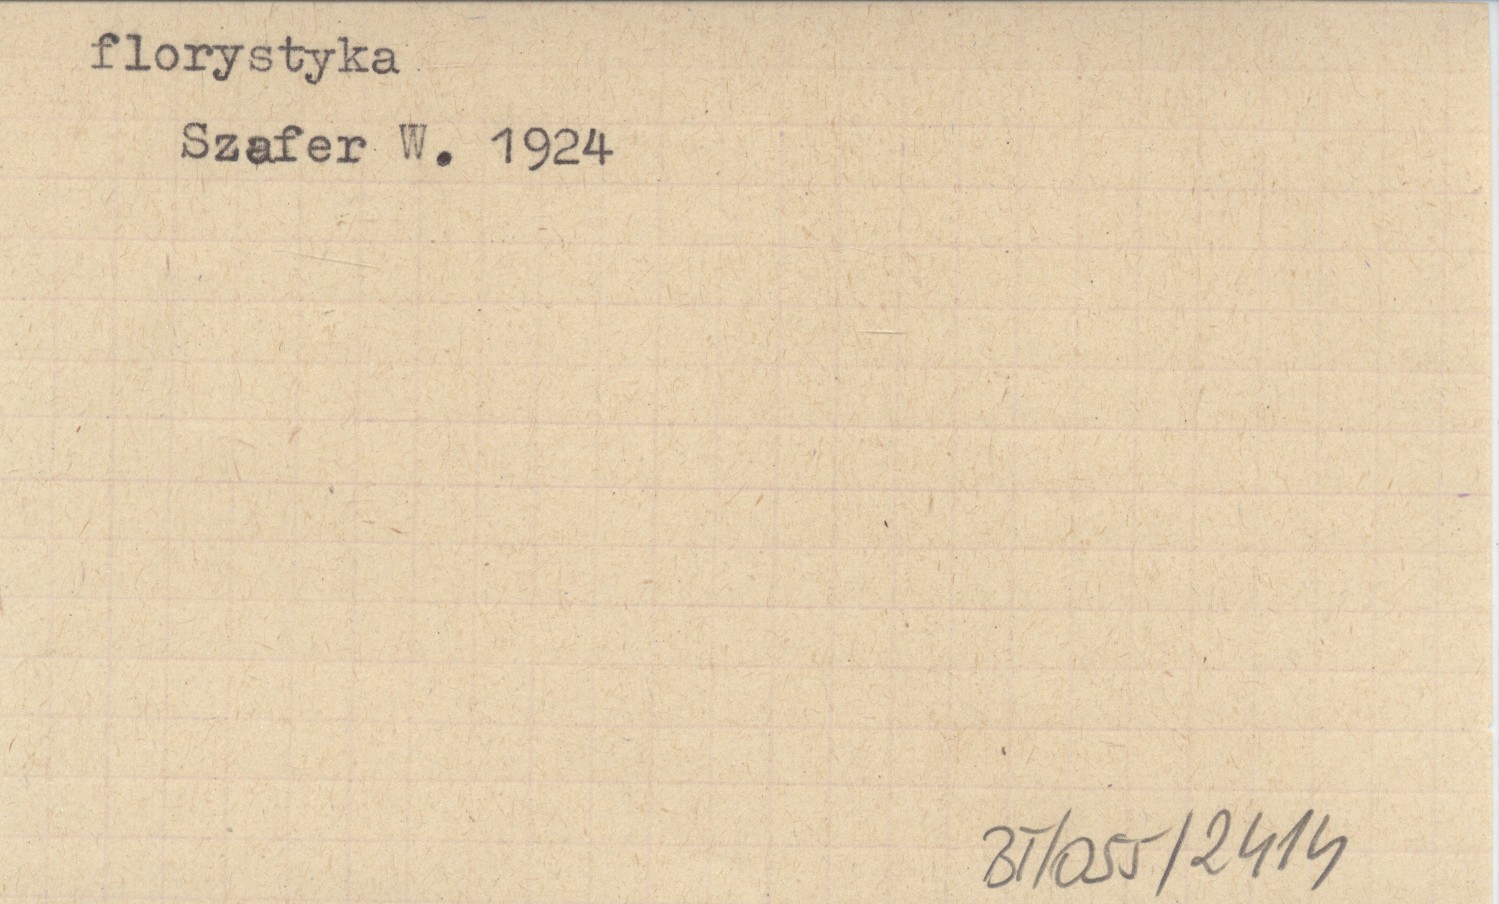 florystyka
Szafer W. 1924
BT/055/2414